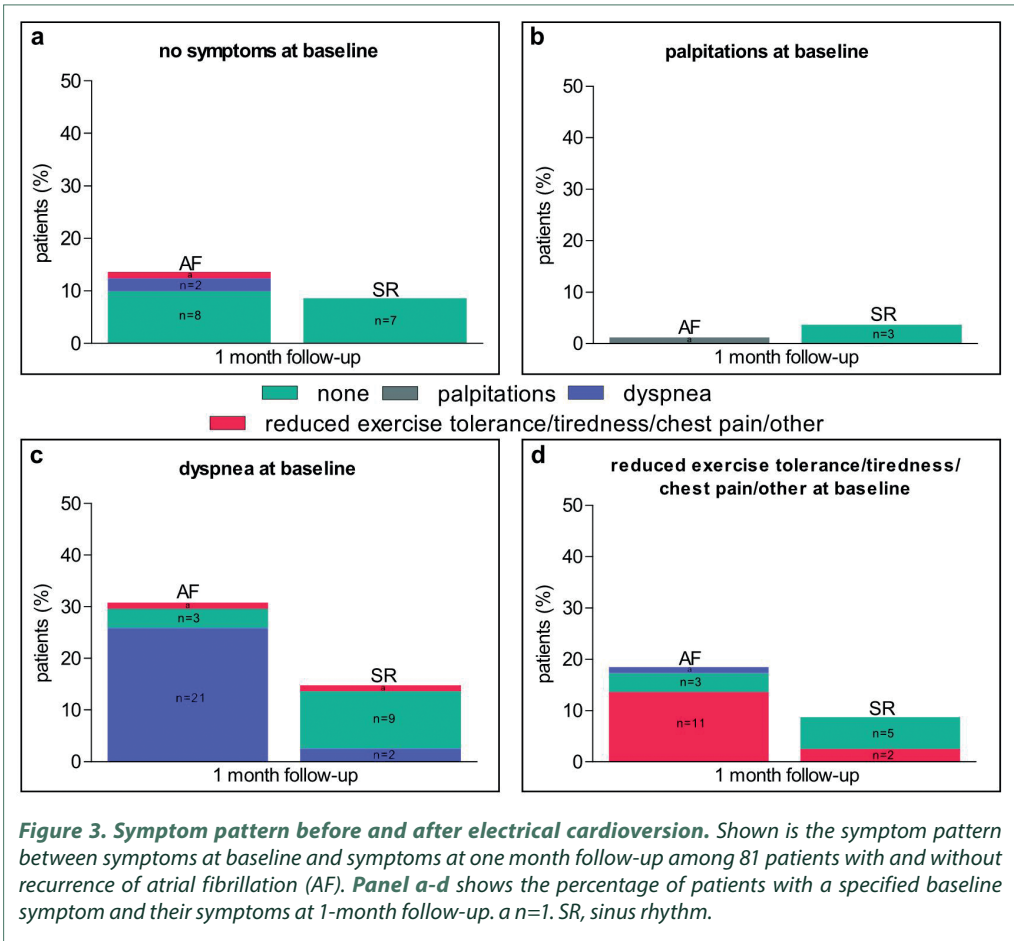 a
no symptoms at baseline
50
40
30
20
10
0
patients (%)
AF
a
n=2
n=8
SR
n=7
1 month follow-up
b
palpitations at baseline
50
40
30
20
10
0
patients (%)
AF
a
SR
n=3
1 month follow-up
none palpitations dyspnea
reduced exercise tolerance/tiredness/chest pain/other
c
dyspnea at baseline
50
40
30
20
10
0
patients (%)
AF
a
n=3
n=21
SR
a
n=9
n=2
1 month follow-up
d
reduced exercise tolerance/tiredness/
chest pain/other at baseline
50
40
30
20
10
0
patients (%)
AF
a
n=3
n=11
SR
n=5
n=2
1 month follow-up
Figure 3. Symptom pattern before and after electrical cardioversion. Shown is the symptom pattern
between symptoms at baseline and symptoms at one month follow-up among 81 patients with and without
recurrence of atrial fibrillation (AF). Panel a-d shows the percentage of patients with a specified baseline
symptom and their symptoms at 1-month follow-up. a n=1. SR, sinus rhythm.